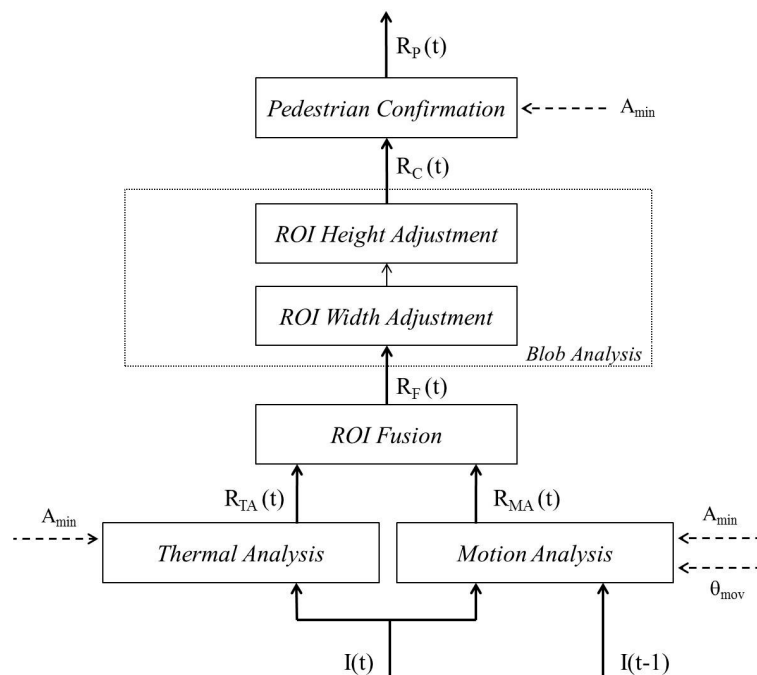 R_P (t)
Pedestrian Confirmation
A_min
R_C (t)
ROI Height Adjustment
ROI Width Adjustment
Blob Analysis
R_F (t)
ROI Fusion
R_TA (t)
R_MA (t)
A_min
A_min
Thermal Analysis
Motion Analysis
θ_mov
I(t)
I(t-1)